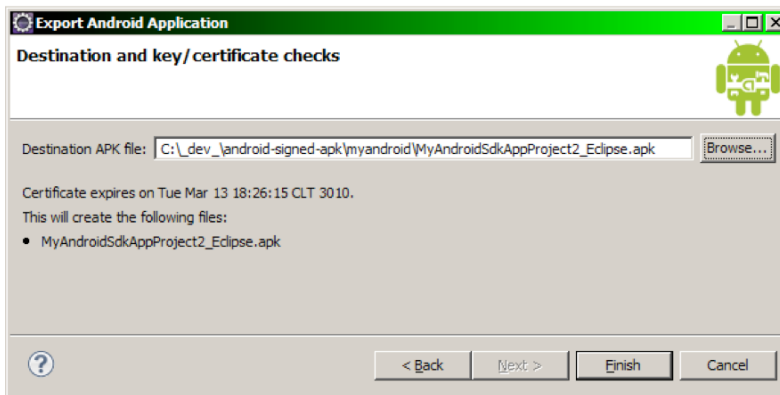 Export Android Application
Destination and key/certificate checks
Destination APK file: C:\_dev_\android-signed-apk\myandroid\MyAndroidSdkAppProject2_Eclipse.apk Browse...
Certificate expires on Tue Mar 13 18:26:15 CLT 3010.
This will create the following files:
• MyAndroidSdkAppProject2_Eclipse.apk
? < Back Next > Finish Cancel